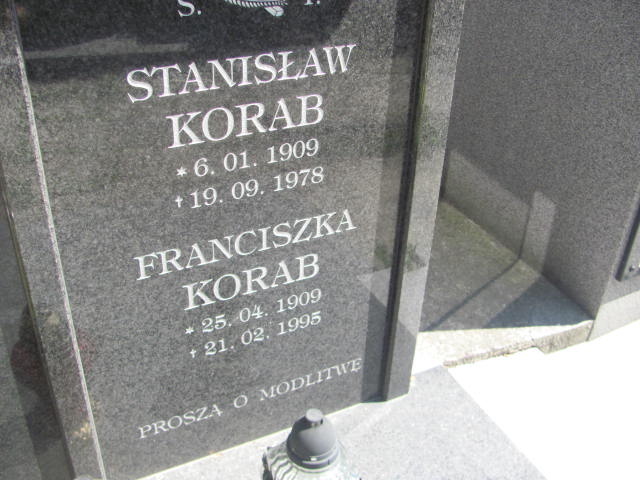 S. P.
STANISŁAW
KORAB
* 6. 01. 1909
† 19. 09. 1978
FRANCISZKA
KORAB
* 25. 04. 1909
† 21. 02. 1995
PROSZĄ O MODLITWĘ